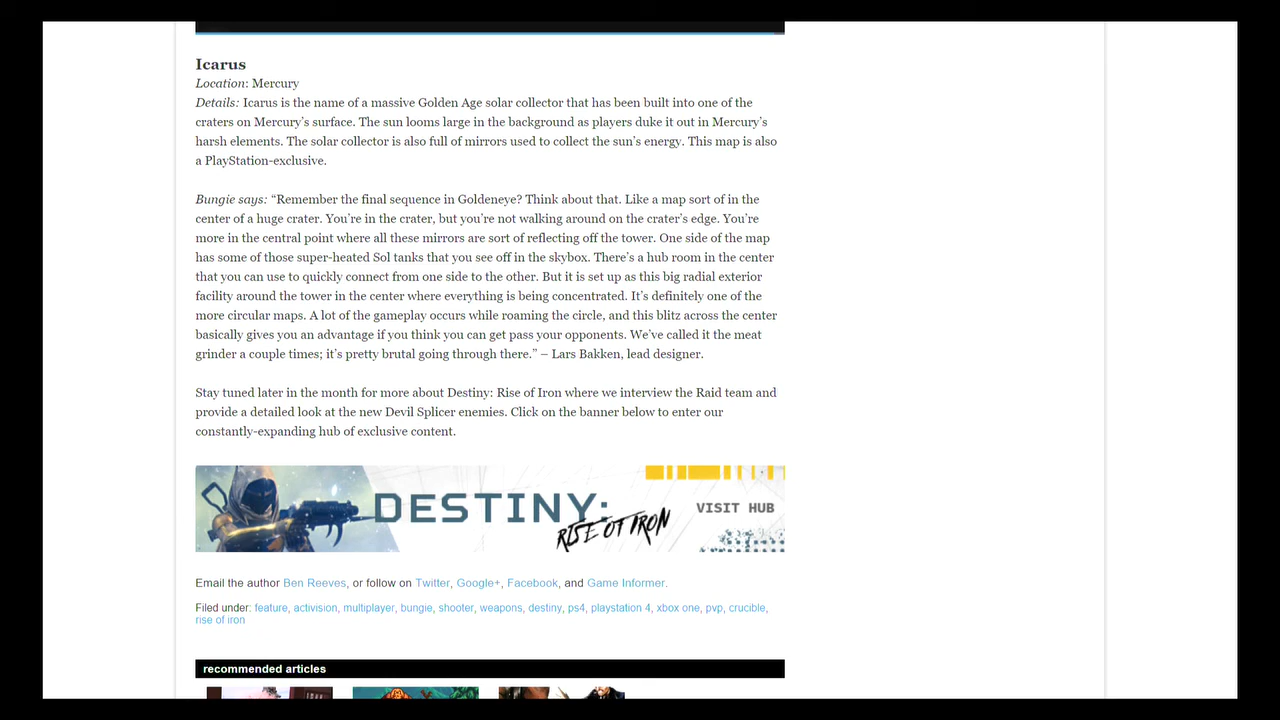 Icarus
Location: Mercury
Details: Icarus is the name of a massive Golden Age solar collector that has been built into one of the
craters on Mercury’s surface. The sun looms large in the background as players duke it out in Mercury’s
harsh elements. The solar collector is also full of mirrors used to collect the sun’s energy. This map is also
a PlayStation-exclusive.
Bungie says: “Remember the final sequence in Goldeneye? Think about that. Like a map sort of in the
center of a huge crater. You’re in the crater, but you’re not walking around on the crater’s edge. You’re
more in the central point where all these mirrors are sort of reflecting off the tower. One side of the map
has some of those super-heated Sol tanks that you see off in the skybox. There’s a hub room in the center
that you can use to quickly connect from one side to the other. But it is set up as this big radial exterior
facility around the tower in the center where everything is being concentrated. It’s definitely one of the
more circular maps. A lot of the gameplay occurs while roaming the circle, and this blitz across the center
basically gives you an advantage if you think you can get pass your opponents. We’ve called it the meat
grinder a couple times; it’s pretty brutal going through there.” – Lars Bakken, lead designer.
Stay tuned later in the month for more about Destiny: Rise of Iron where we interview the Raid team and
provide a detailed look at the new Devil Splicer enemies. Click on the banner below to enter our
constantly-expanding hub of exclusive content.
DESTINY:
RISE OF IRON
VISIT HUB
Email the author Ben Reeves, or follow on Twitter, Google+, Facebook, and Game Informer.
Filed under: feature, activision, multiplayer, bungie, shooter, weapons, destiny, ps4, playstation 4, xbox one, pvp, crucible,
rise of iron
recommended articles